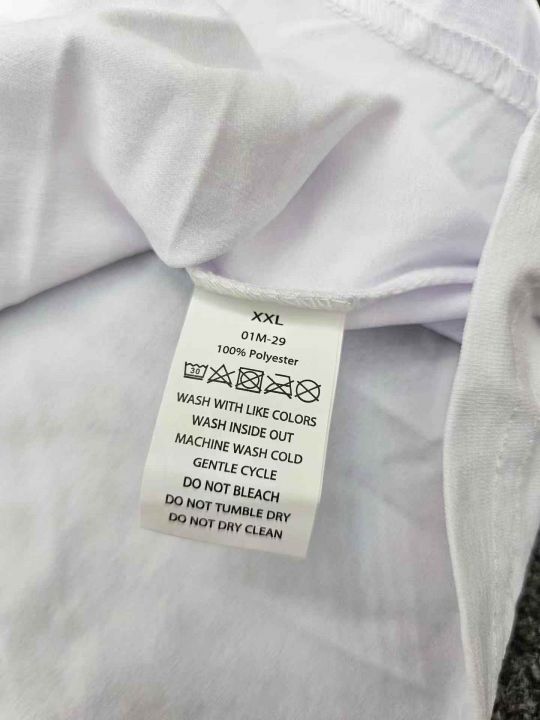 XXL
01M-29
100% Polyester
30
WASH WITH LIKE COLORS
WASH INSIDE OUT
MACHINE WASH COLD
GENTLE CYCLE
DO NOT BLEACH
DO NOT TUMBLE DRY
DO NOT DRY CLEAN